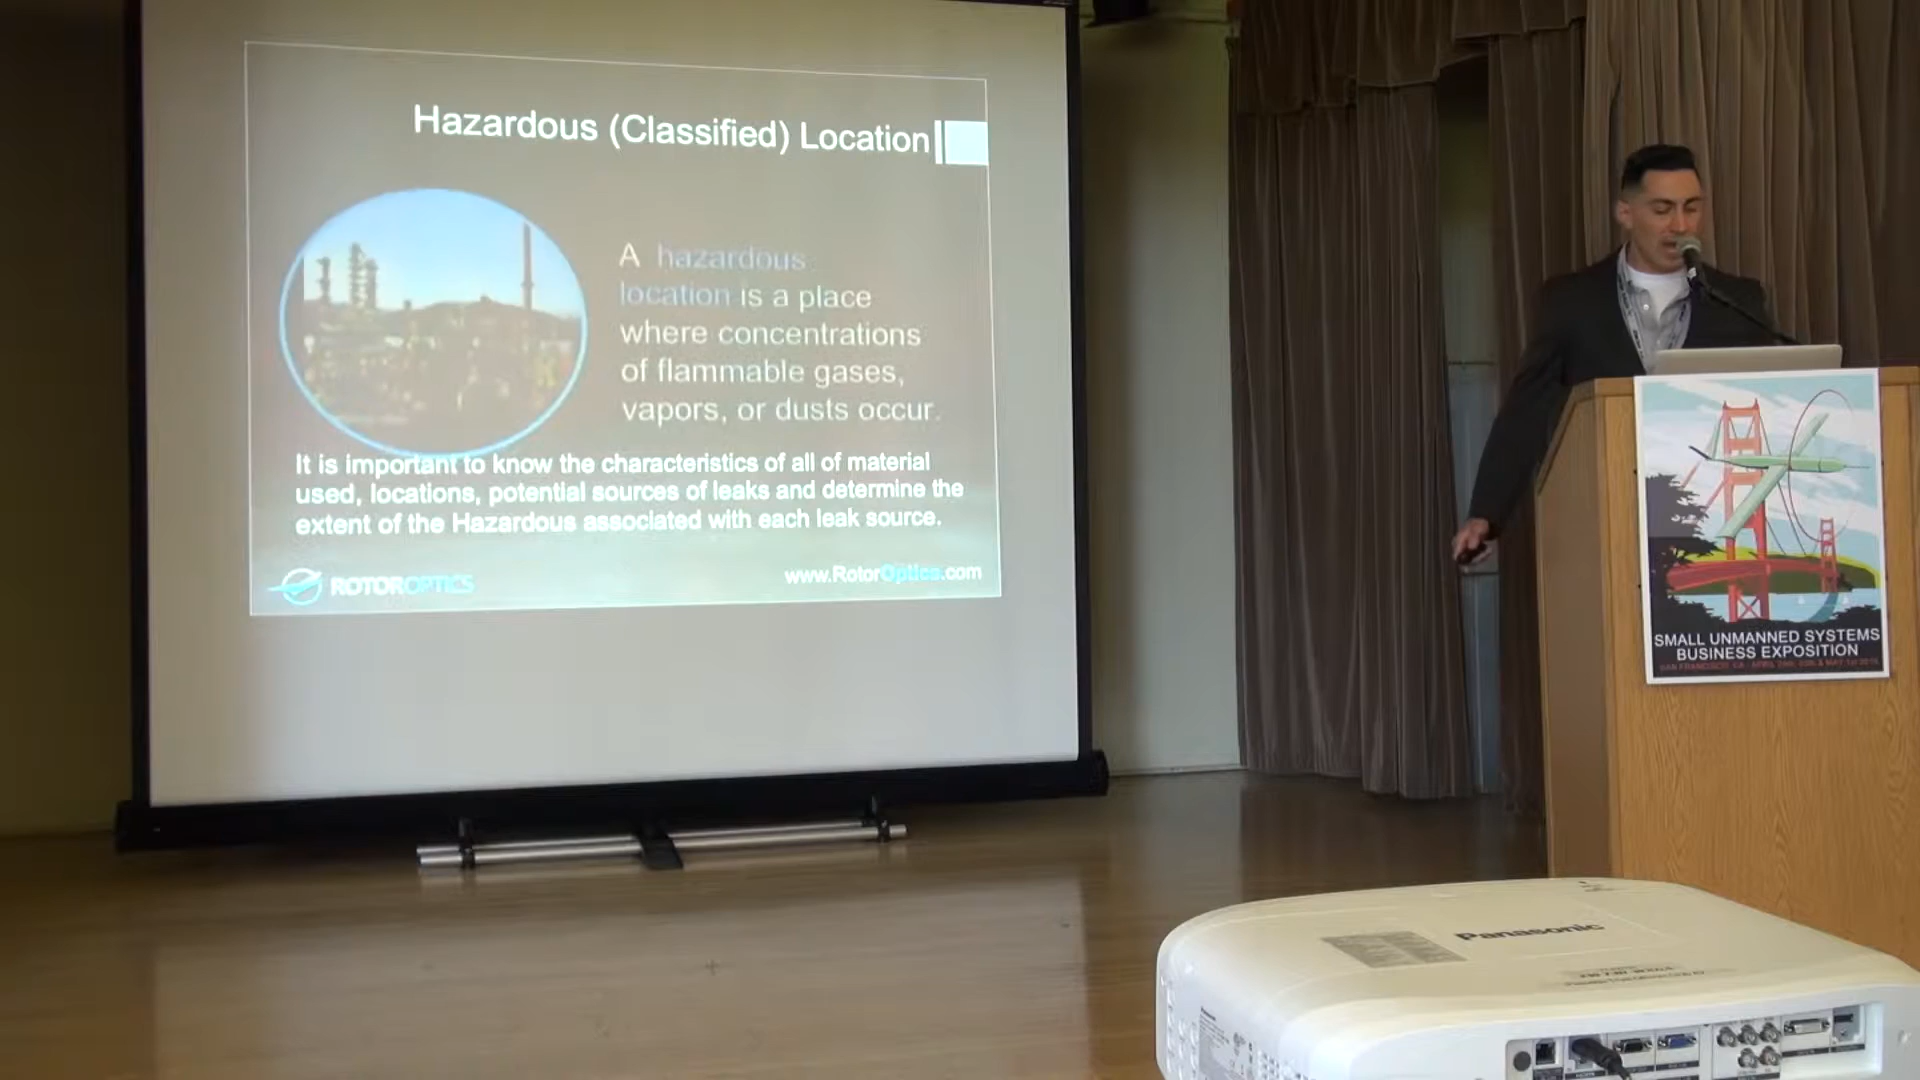 Hazardous (Classified) Location
A hazardous
location is a place
where concentrations
of flammable gases,
vapors, or dusts occur.
It is important to know the characteristics of all of material
used, locations, potential sources of leaks and determine the
extent of the Hazardous associated with each leak source.
ROTOROPTICS
www.RotorOptics.com
SMALL UNMANNED SYSTEMS
BUSINESS EXPOSITION
Panasonic